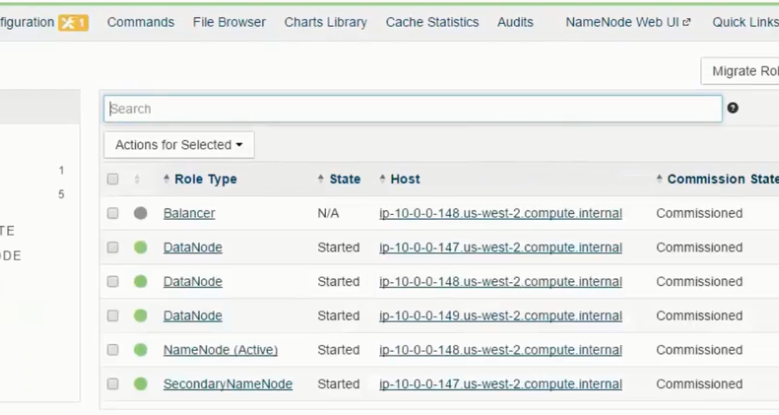 figuration 1 Commands File Browser Charts Library Cache Statistics Audits NameNode Web UI Quick Links
Migrate Rol
Search ?
Actions for Selected
Role Type State Host Commission State
1
5
TE
ODE
Balancer N/A ip-10-0-0-148.us-west-2.compute.internal Commissioned
DataNode Started ip-10-0-0-147.us-west-2.compute.internal Commissioned
DataNode Started ip-10-0-0-148.us-west-2.compute.internal Commissioned
DataNode Started ip-10-0-0-149.us-west-2.compute.internal Commissioned
NameNode (Active) Started ip-10-0-0-148.us-west-2.compute.internal Commissioned
SecondaryNameNode Started ip-10-0-0-147.us-west-2.compute.internal Commissioned